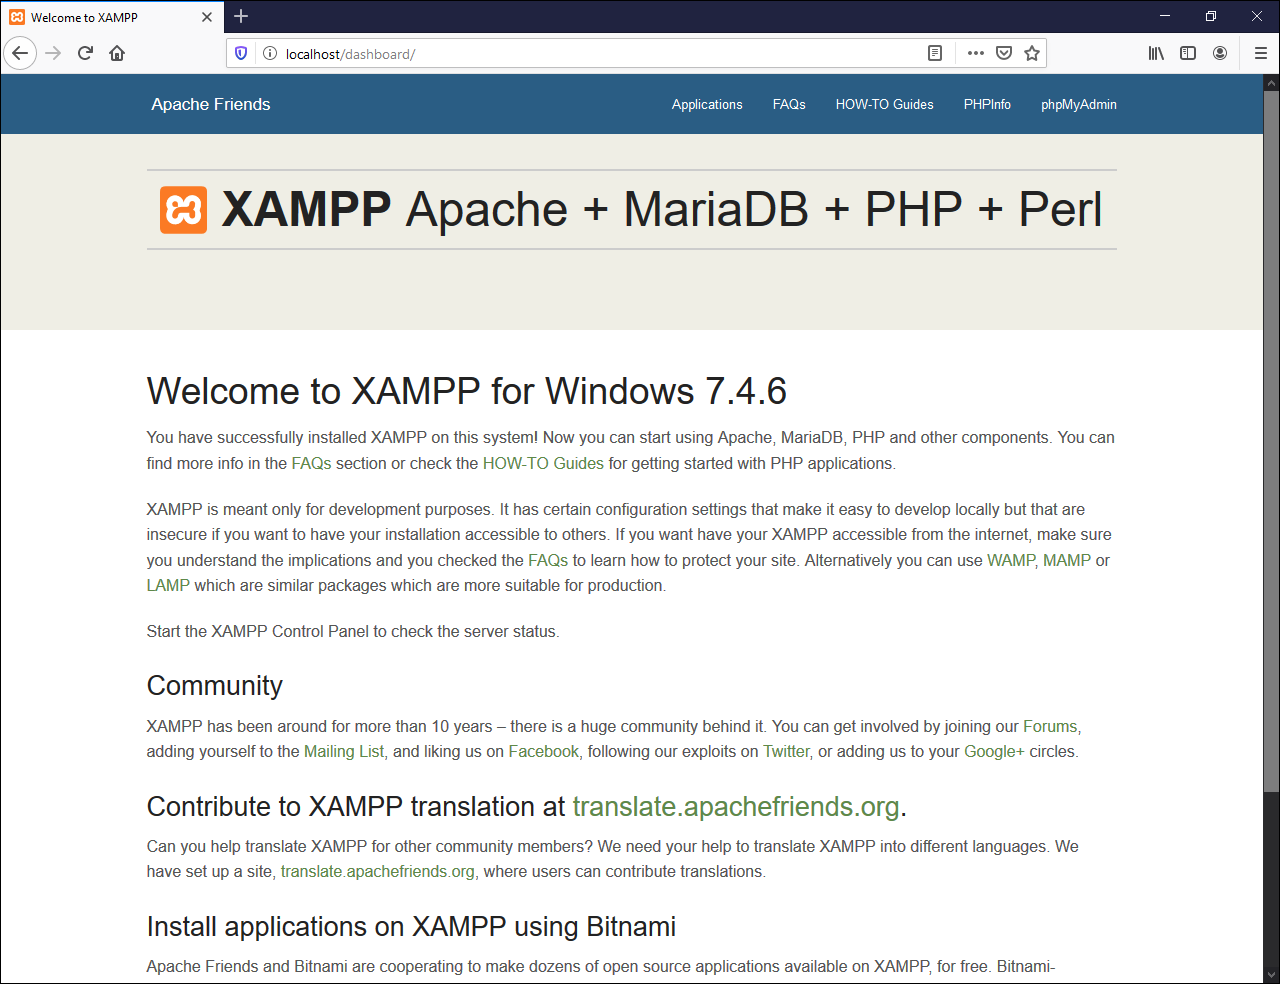 Welcome to XAMPP
localhost/dashboard/
Apache Friends
Applications
FAQs
HOW-TO Guides
PHPInfo
phpMyAdmin
XAMPP Apache + MariaDB + PHP + Perl
Welcome to XAMPP for Windows 7.4.6
You have successfully installed XAMPP on this system! Now you can start using Apache, MariaDB, PHP and other components. You can
find more info in the FAQs section or check the HOW-TO Guides for getting started with PHP applications.
XAMPP is meant only for development purposes. It has certain configuration settings that make it easy to develop locally but that are
insecure if you want to have your installation accessible to others. If you want have your XAMPP accessible from the internet, make sure
you understand the implications and you checked the FAQs to learn how to protect your site. Alternatively you can use WAMP, MAMP or
LAMP which are similar packages which are more suitable for production.
Start the XAMPP Control Panel to check the server status.
Community
XAMPP has been around for more than 10 years – there is a huge community behind it. You can get involved by joining our Forums,
adding yourself to the Mailing List, and liking us on Facebook, following our exploits on Twitter, or adding us to your Google+ circles.
Contribute to XAMPP translation at translate.apachefriends.org.
Can you help translate XAMPP for other community members? We need your help to translate XAMPP into different languages. We
have set up a site, translate.apachefriends.org, where users can contribute translations.
Install applications on XAMPP using Bitnami
Apache Friends and Bitnami are cooperating to make dozens of open source applications available on XAMPP, for free. Bitnami-